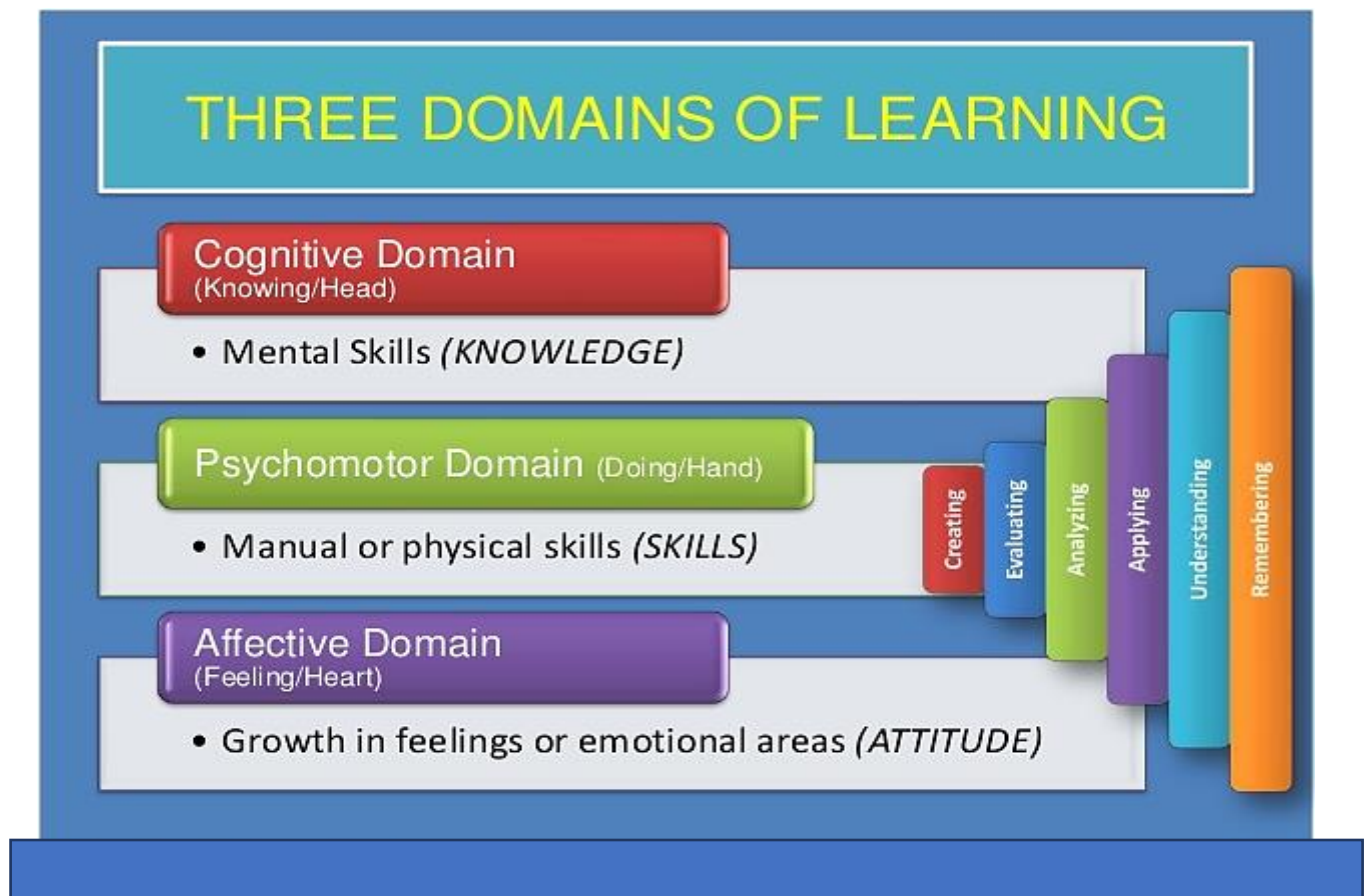 THREE DOMAINS OF LEARNING
Cognitive Domain
(Knowing/Head)
• Mental Skills (KNOWLEDGE)
Psychomotor Domain (Doing/Hand)
• Manual or physical skills (SKILLS)
Affective Domain
(Feeling/Heart)
• Growth in feelings or emotional areas (ATTITUDE)
Creating
Evaluating
Analyzing
Applying
Understanding
Remembering